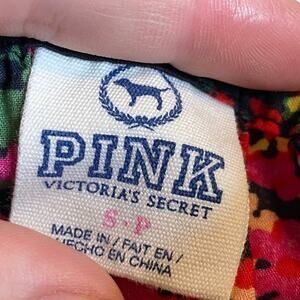 PINK
VICTORIA'S SECRET
S·P
MADE IN / FAIT EN /
HECHO EN CHINA